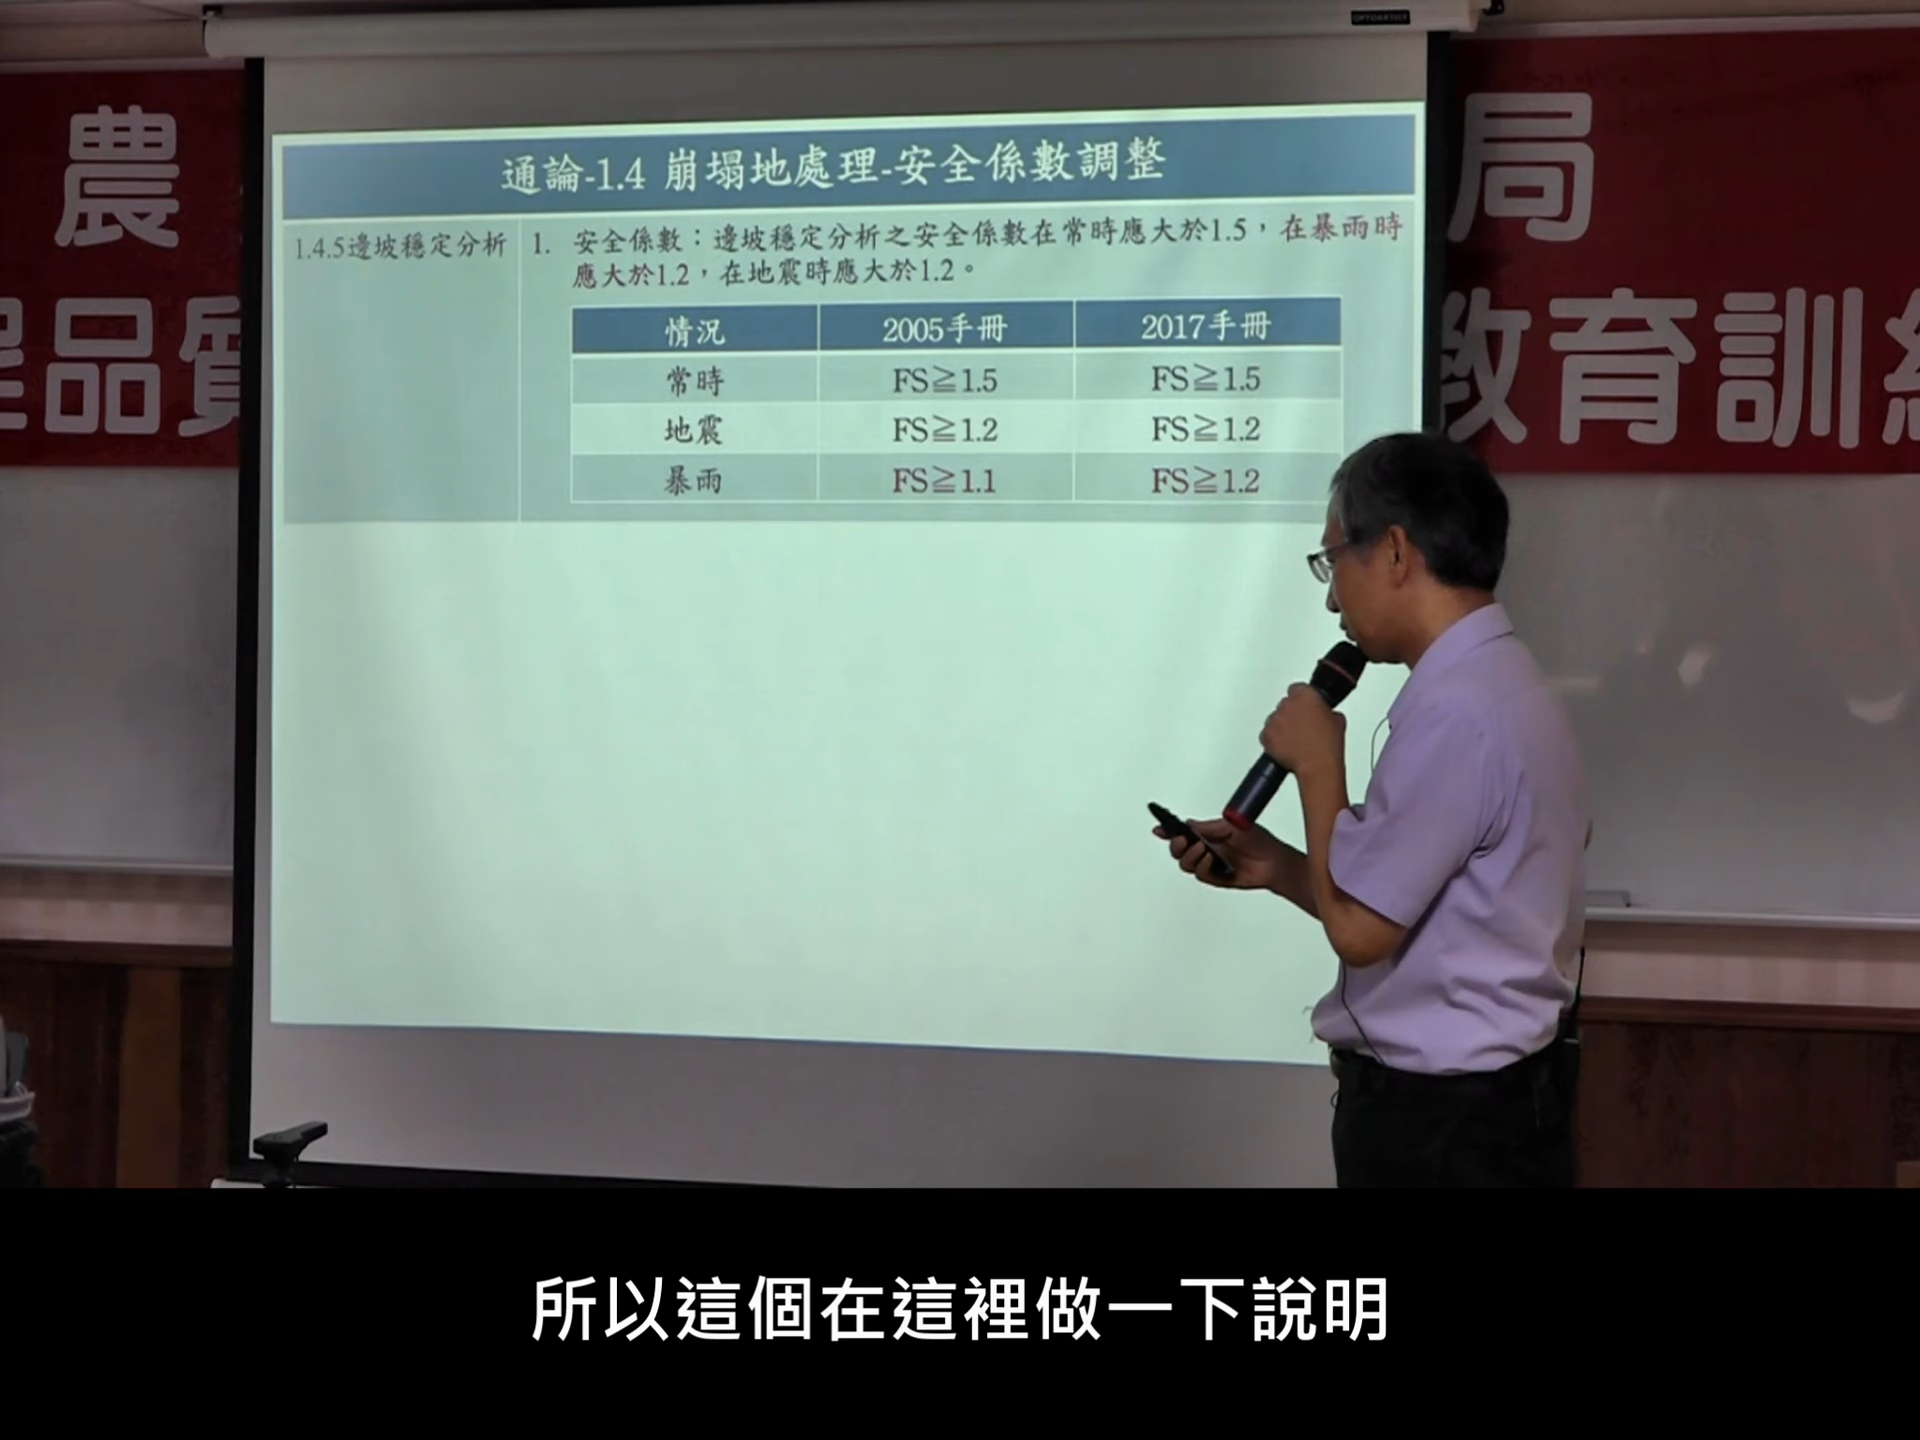 OPTOARTILE
農
局
品質
教育訓
通論-1.4 崩塌地處理-安全係數調整
1.4.5邊坡穩定分析
1. 安全係數：邊坡穩定分析之安全係數在常時應大於1.5，在暴雨時
應大於1.2，在地震時應大於1.2。
情況 2005手冊 2017手冊
常時 FS≧1.5 FS≧1.5
地震 FS≧1.2 FS≧1.2
暴雨 FS≧1.1 FS≧1.2
所以這個在這裡做一下說明